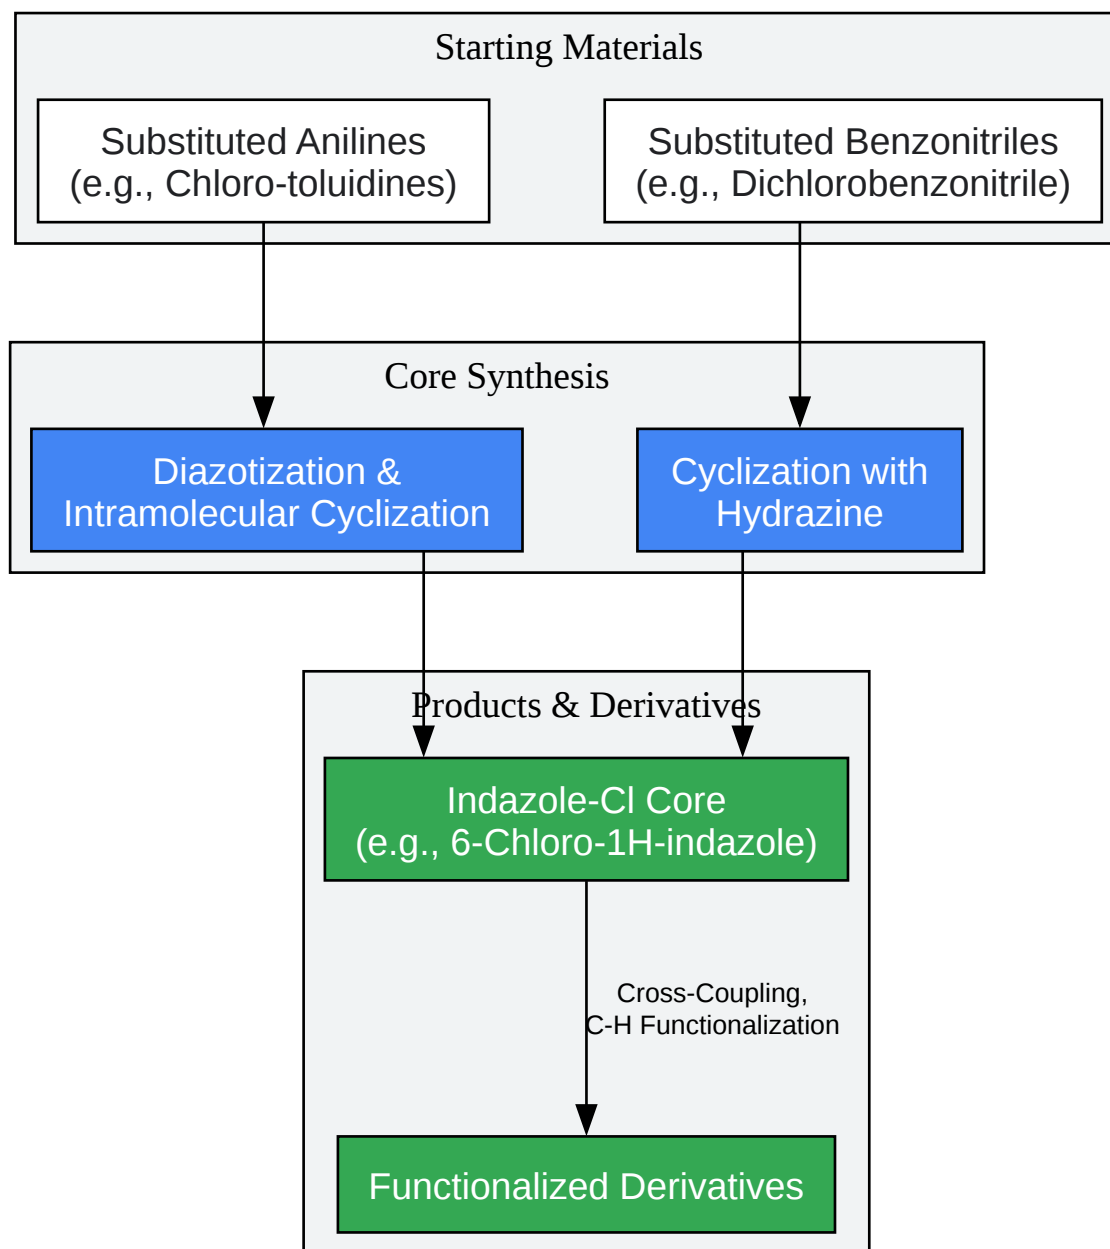 Starting Materials
Substituted Anilines
(e.g., Chloro-toluidines)
Substituted Benzonitriles
(e.g., Dichlorobenzonitrile)
Core Synthesis
Diazotization &
Intramolecular Cyclization
Cyclization with
Hydrazine
Products & Derivatives
Indazole-Cl Core
(e.g., 6-Chloro-1H-indazole)
Cross-Coupling,
C-H Functionalization
Functionalized Derivatives